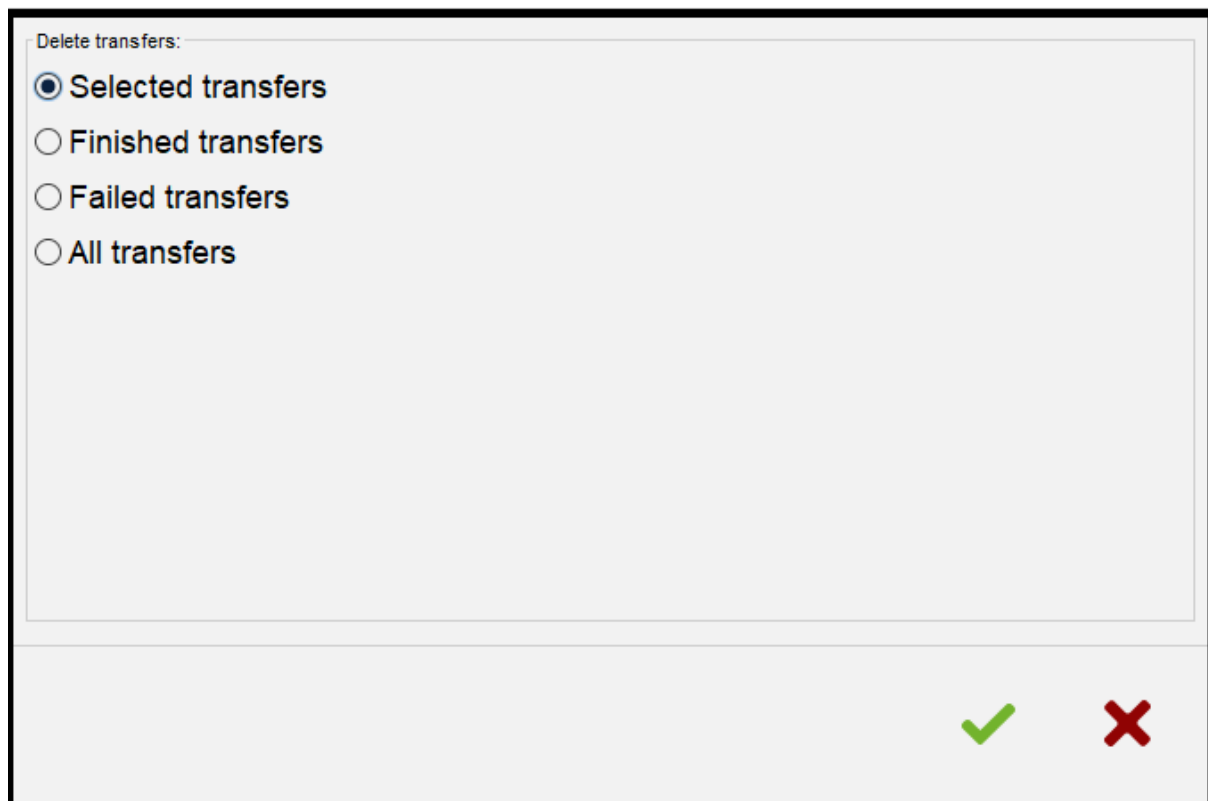 Delete transfers:
Selected transfers
Finished transfers
Failed transfers
All transfers